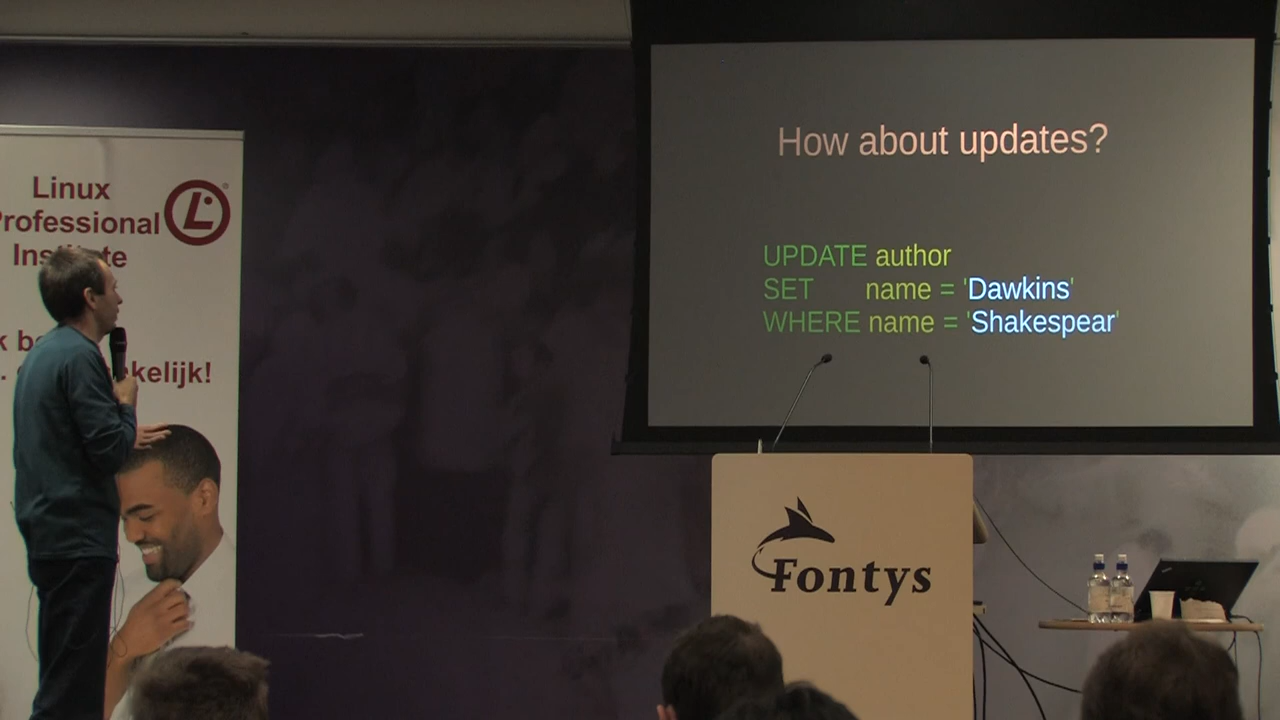 Linux
Professional
Institute
kelijk!
How about updates?
UPDATE author
SET name = 'Dawkins'
WHERE name = 'Shakespear'
Fontys